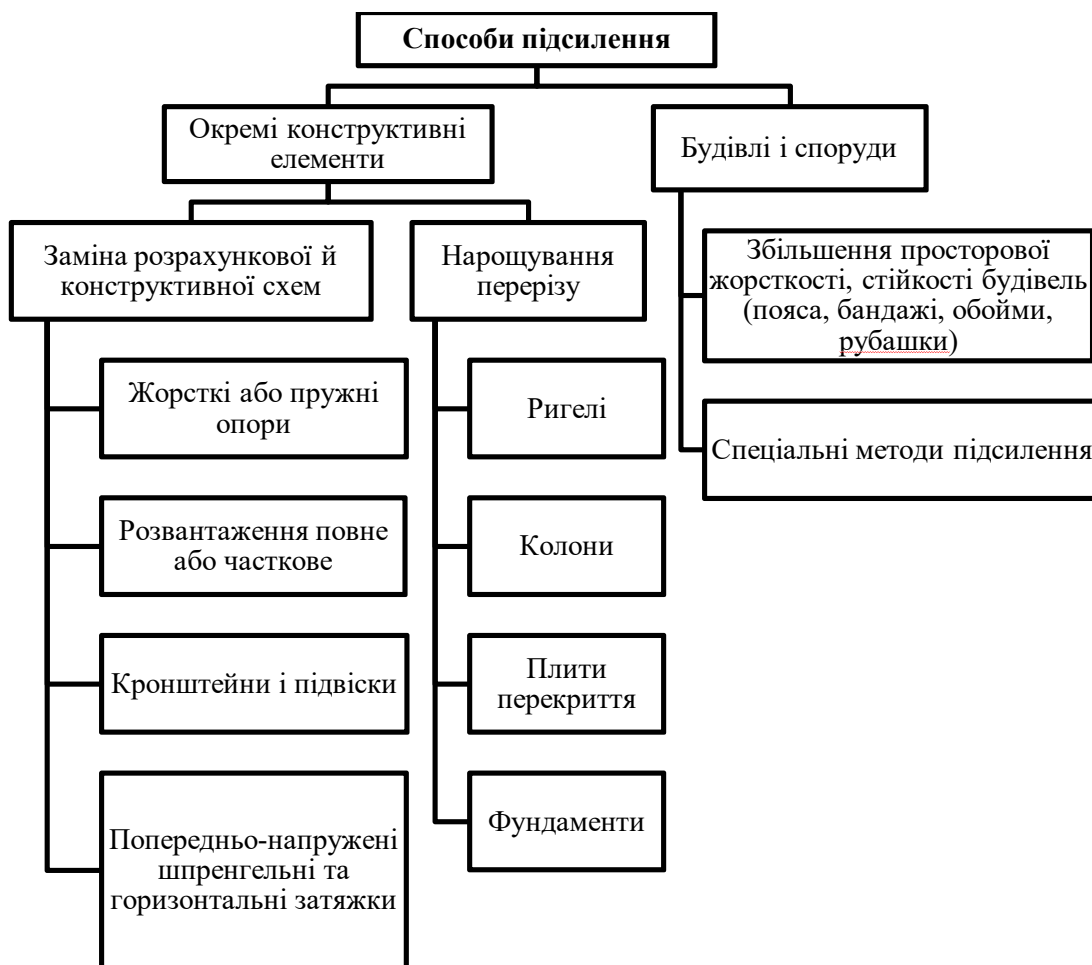 Способи підсилення
Окремі конструктивні
елементи
Будівлі і споруди
Заміна розрахункової й
конструктивної схем
Нарощування
перерізу
Збільшення просторової
жорсткості, стійкості будівель
(пояса, бандажі, обойми,
рубашки)
Жорсткі або пружні
опори
Ригелі
Спеціальні методи підсилення
Розвантаження повне
або часткове
Колони
Кронштейни і підвіски
Плити
перекриття
Попередньо-напружені
шпренгельні та
горизонтальні затяжки
Фундаменти